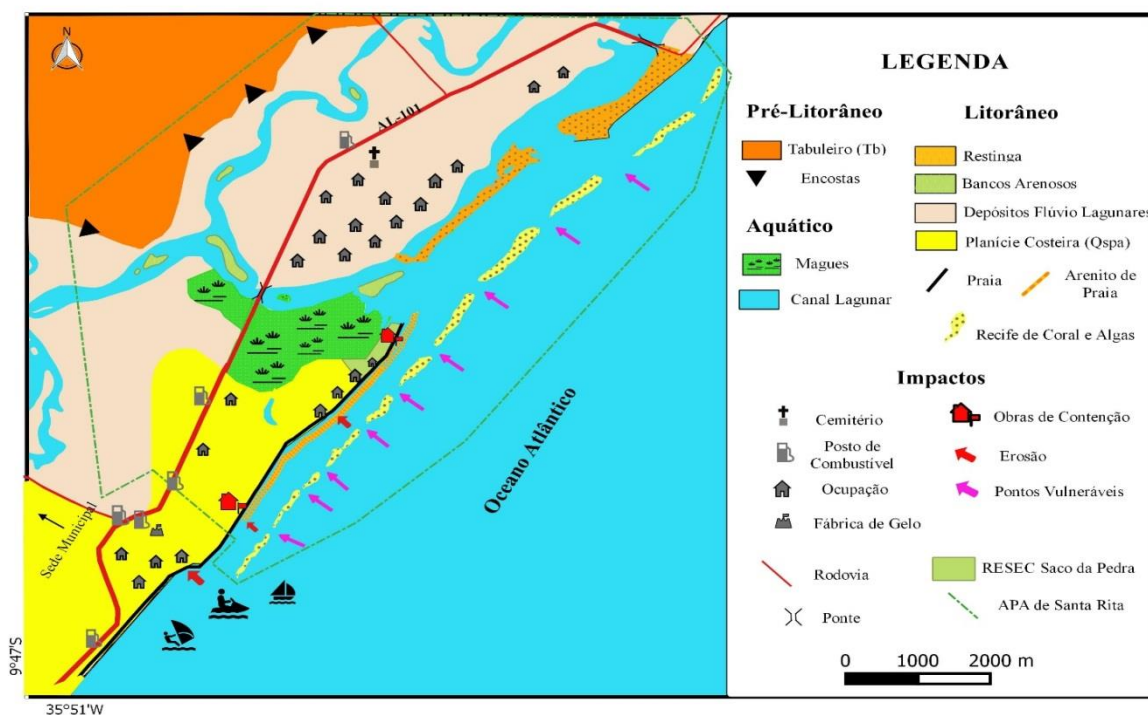 N
AL-101
Oceano Atlântico
Sede Municipal
9°47'S
35°51'W
LEGENDA
Pré-Litorâneo
Tabuleiro (Tb)
Encostas
Aquático
Magues
Canal Lagunar
Litorâneo
Restinga
Bancos Arenosos
Depósitos Flúvio Lagunares
Planície Costeira (Qspa)
Praia
Arenito de
Praia
Recife de Coral e Algas
Impactos
Cemitério
Posto de
Combustível
Ocupação
Fábrica de Gelo
Obras de Contenção
Erosão
Pontos Vulneráveis
Rodovia
Ponte
RESEC Saco da Pedra
APA de Santa Rita
0 1000 2000 m